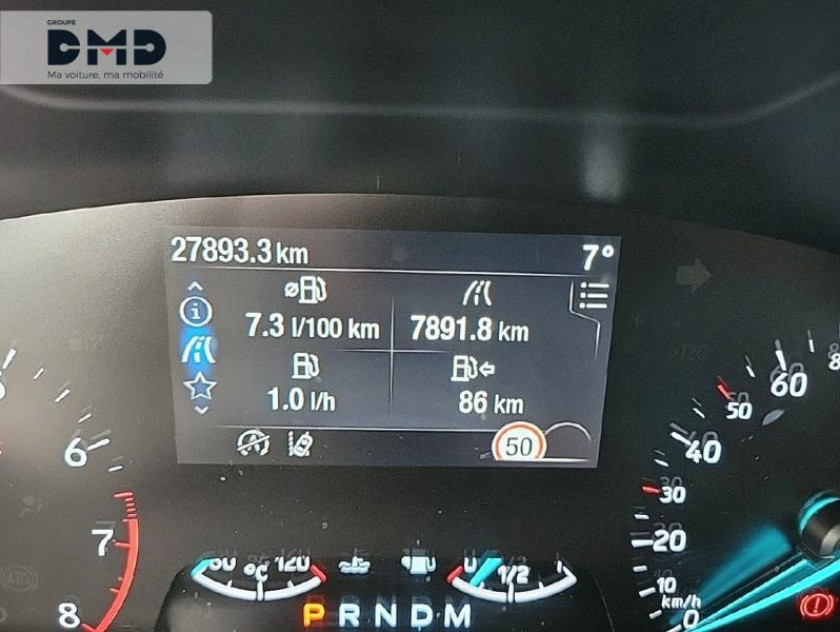 GROUPE
DMD
Ma voiture, ma mobilité
27893.3 km 7°
7.3 l/100 km 7891.8 km
1.0 l/h 86 km
50
6
7
8
60
50
40
30
20
10
km/h
0
°C 120
1/2
P R N D M